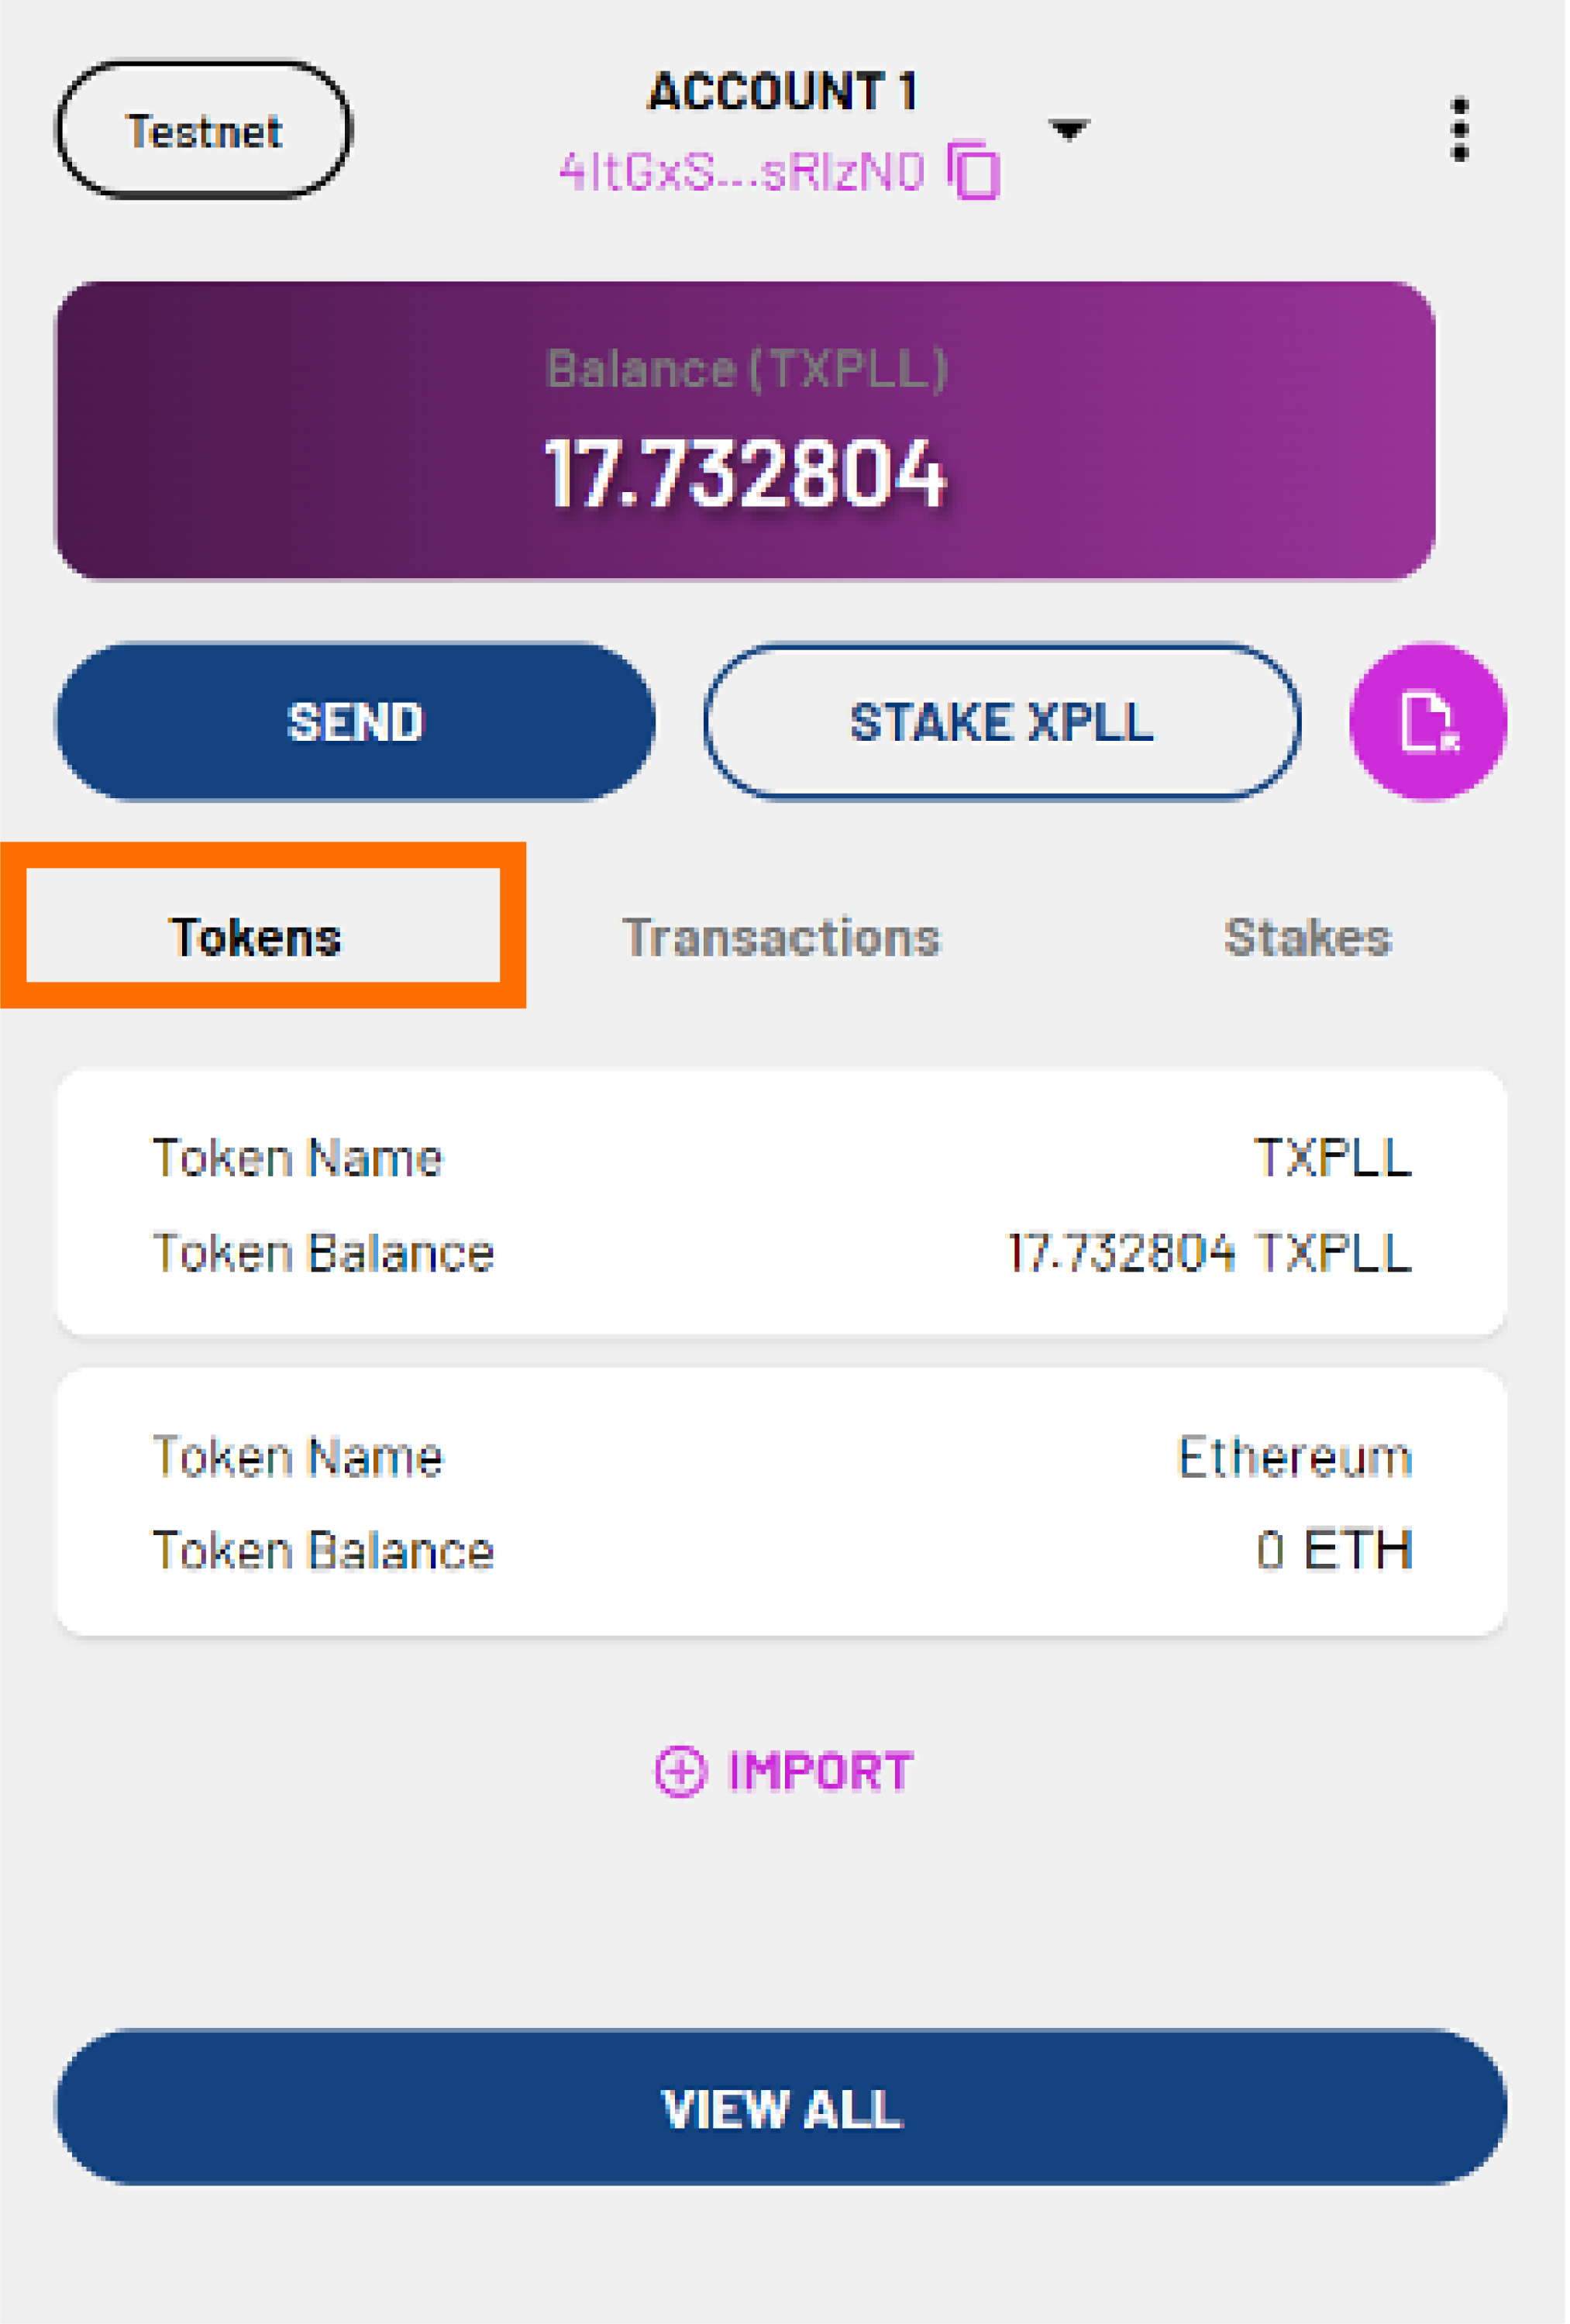 Testnet
ACCOUNT 1
4ItGxS...sRIzN0
Balance (TXPLL)
17.732804
SEND
STAKE XPLL
Tokens
Transactions
Stakes
Token Name TXPLL
Token Balance 17.732804 TXPLL
Token Name Ethereum
Token Balance 0 ETH
IMPORT
VIEW ALL